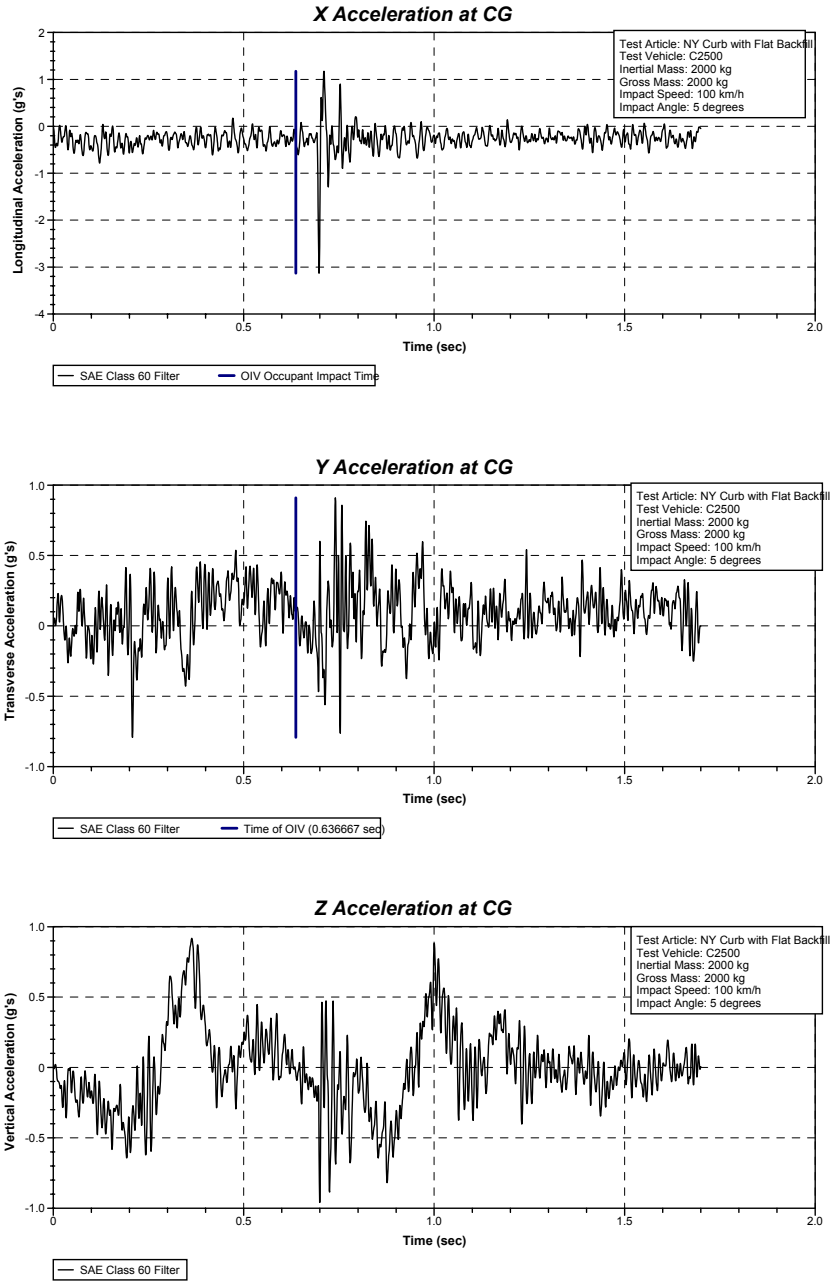 X Acceleration at CG
2
1
0
-1
-2
-3
-4
Longitudinal Acceleration (g's)
Test Article: NY Curb with Flat Backfill
Test Vehicle: C2500
Inertial Mass: 2000 kg
Gross Mass: 2000 kg
Impact Speed: 100 km/h
Impact Angle: 5 degrees
0 0.5 1.0 1.5 2.0
Time (sec)
SAE Class 60 Filter OIV Occupant Impact Time
Y Acceleration at CG
1.0
0.5
0
-0.5
-1.0
Transverse Acceleration (g's)
Test Article: NY Curb with Flat Backfill
Test Vehicle: C2500
Inertial Mass: 2000 kg
Gross Mass: 2000 kg
Impact Speed: 100 km/h
Impact Angle: 5 degrees
0 0.5 1.0 1.5 2.0
Time (sec)
SAE Class 60 Filter Time of OIV (0.636667 sec)
Z Acceleration at CG
1.0
0.5
0
-0.5
-1.0
Vertical Acceleration (g's)
Test Article: NY Curb with Flat Backfill
Test Vehicle: C2500
Inertial Mass: 2000 kg
Gross Mass: 2000 kg
Impact Speed: 100 km/h
Impact Angle: 5 degrees
0 0.5 1.0 1.5 2.0
Time (sec)
SAE Class 60 Filter